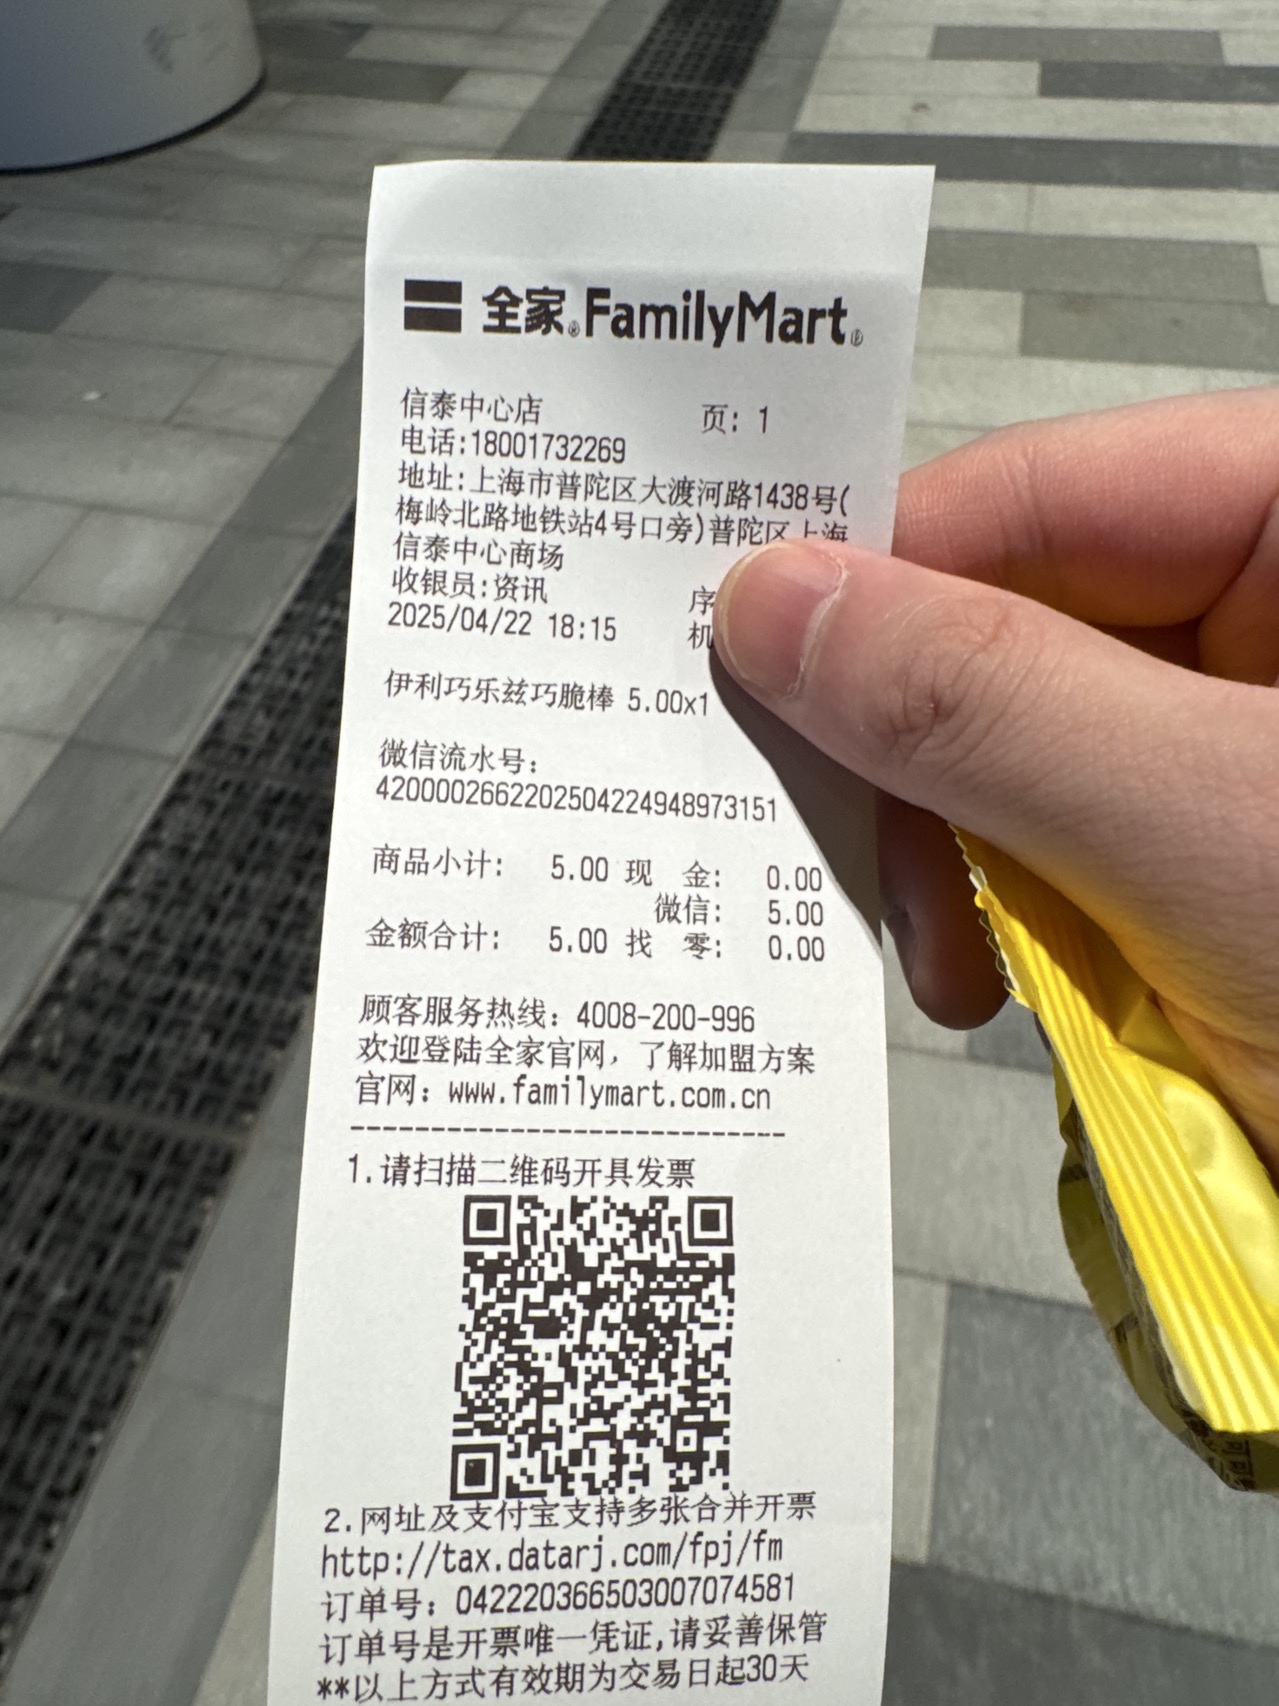 全家®FamilyMart®
信泰中心店 页: 1
电话:18001732269
地址:上海市普陀区大渡河路1438号(
梅岭北路地铁站4号口旁)普陀区上海
信泰中心商场
收银员:资讯 序
2025/04/22 18:15 机
伊利巧乐兹巧脆棒 5.00x1
微信流水号:
4200002662202504224948973151
商品小计: 5.00 现 金: 0.00
微信: 5.00
金额合计: 5.00 找 零: 0.00
顾客服务热线: 4008-200-996
欢迎登陆全家官网, 了解加盟方案
官网: www.familymart.com.cn
---------------------------
1.请扫描二维码开具发票
2.网址及支付宝支持多张合并开票
http://tax.datarj.com/fpj/fm
订单号: 0422203665030070​74581
订单号是开票唯一凭证,请妥善保管
**以上方式有效期为交易日起30天